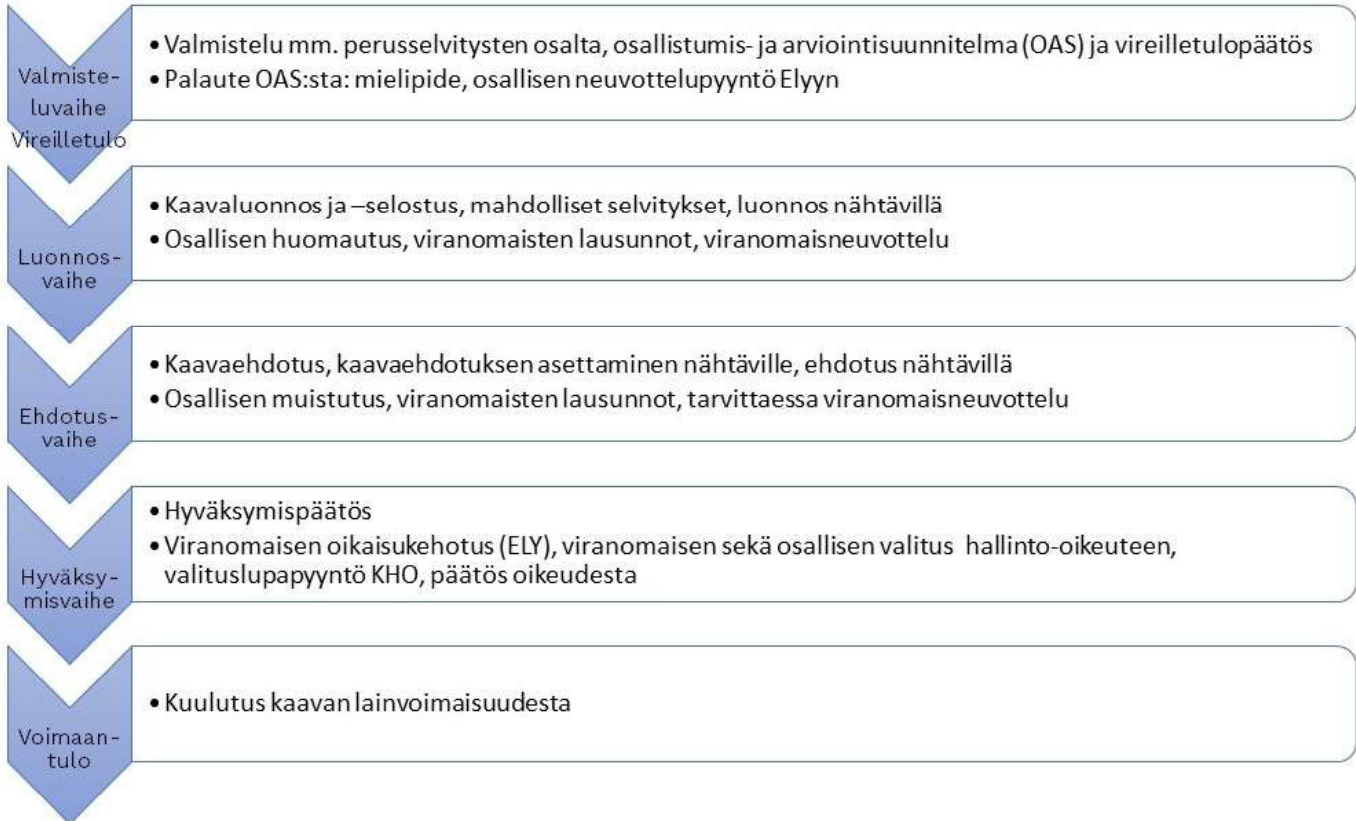 Valmiste-
luvaihe
Vireilletulo
• Valmistelu mm. perusselvitysten osalta, osallistumis- ja arviointisuunnitelma (OAS) ja vireilletulopäätös
• Palaute OAS:sta: mielipide, osallisen neuvottelupyyntö Elyyn
Luonnos-
vaihe
• Kaavaluonnos ja –selostus, mahdolliset selvitykset, luonnos nähtävillä
• Osallisen huomautus, viranomaisten lausunnot, viranomaisneuvottelu
Ehdotus-
vaihe
• Kaavaehdotus, kaavaehdotuksen asettaminen nähtäville, ehdotus nähtävillä
• Osallisen muistutus, viranomaisten lausunnot, tarvittaessa viranomaisneuvottelu
Hyväksy-
misvaihe
• Hyväksymispäätös
• Viranomaisen oikaisukehotus (ELY), viranomaisen sekä osallisen valitus hallinto-oikeuteen,
valituslupapyyntö KHO, päätös oikeudesta
Voimaan-
tulo
• Kuulutus kaavan lainvoimaisuudesta